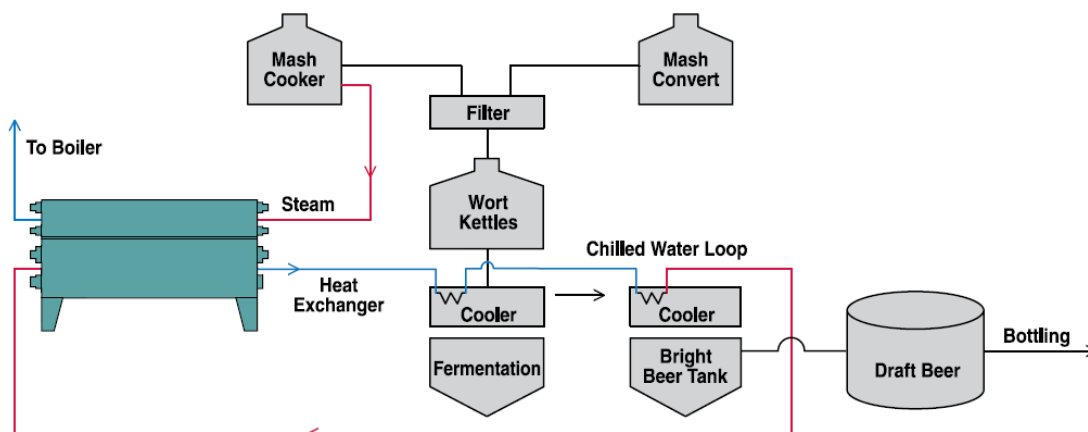 Mash
Cooker
Mash
Convert
Filter
To Boiler
Steam
Wort
Kettles
Chilled Water Loop
Heat
Exchanger
Cooler
Cooler
Fermentation
Bright
Beer Tank
Draft Beer
Bottling